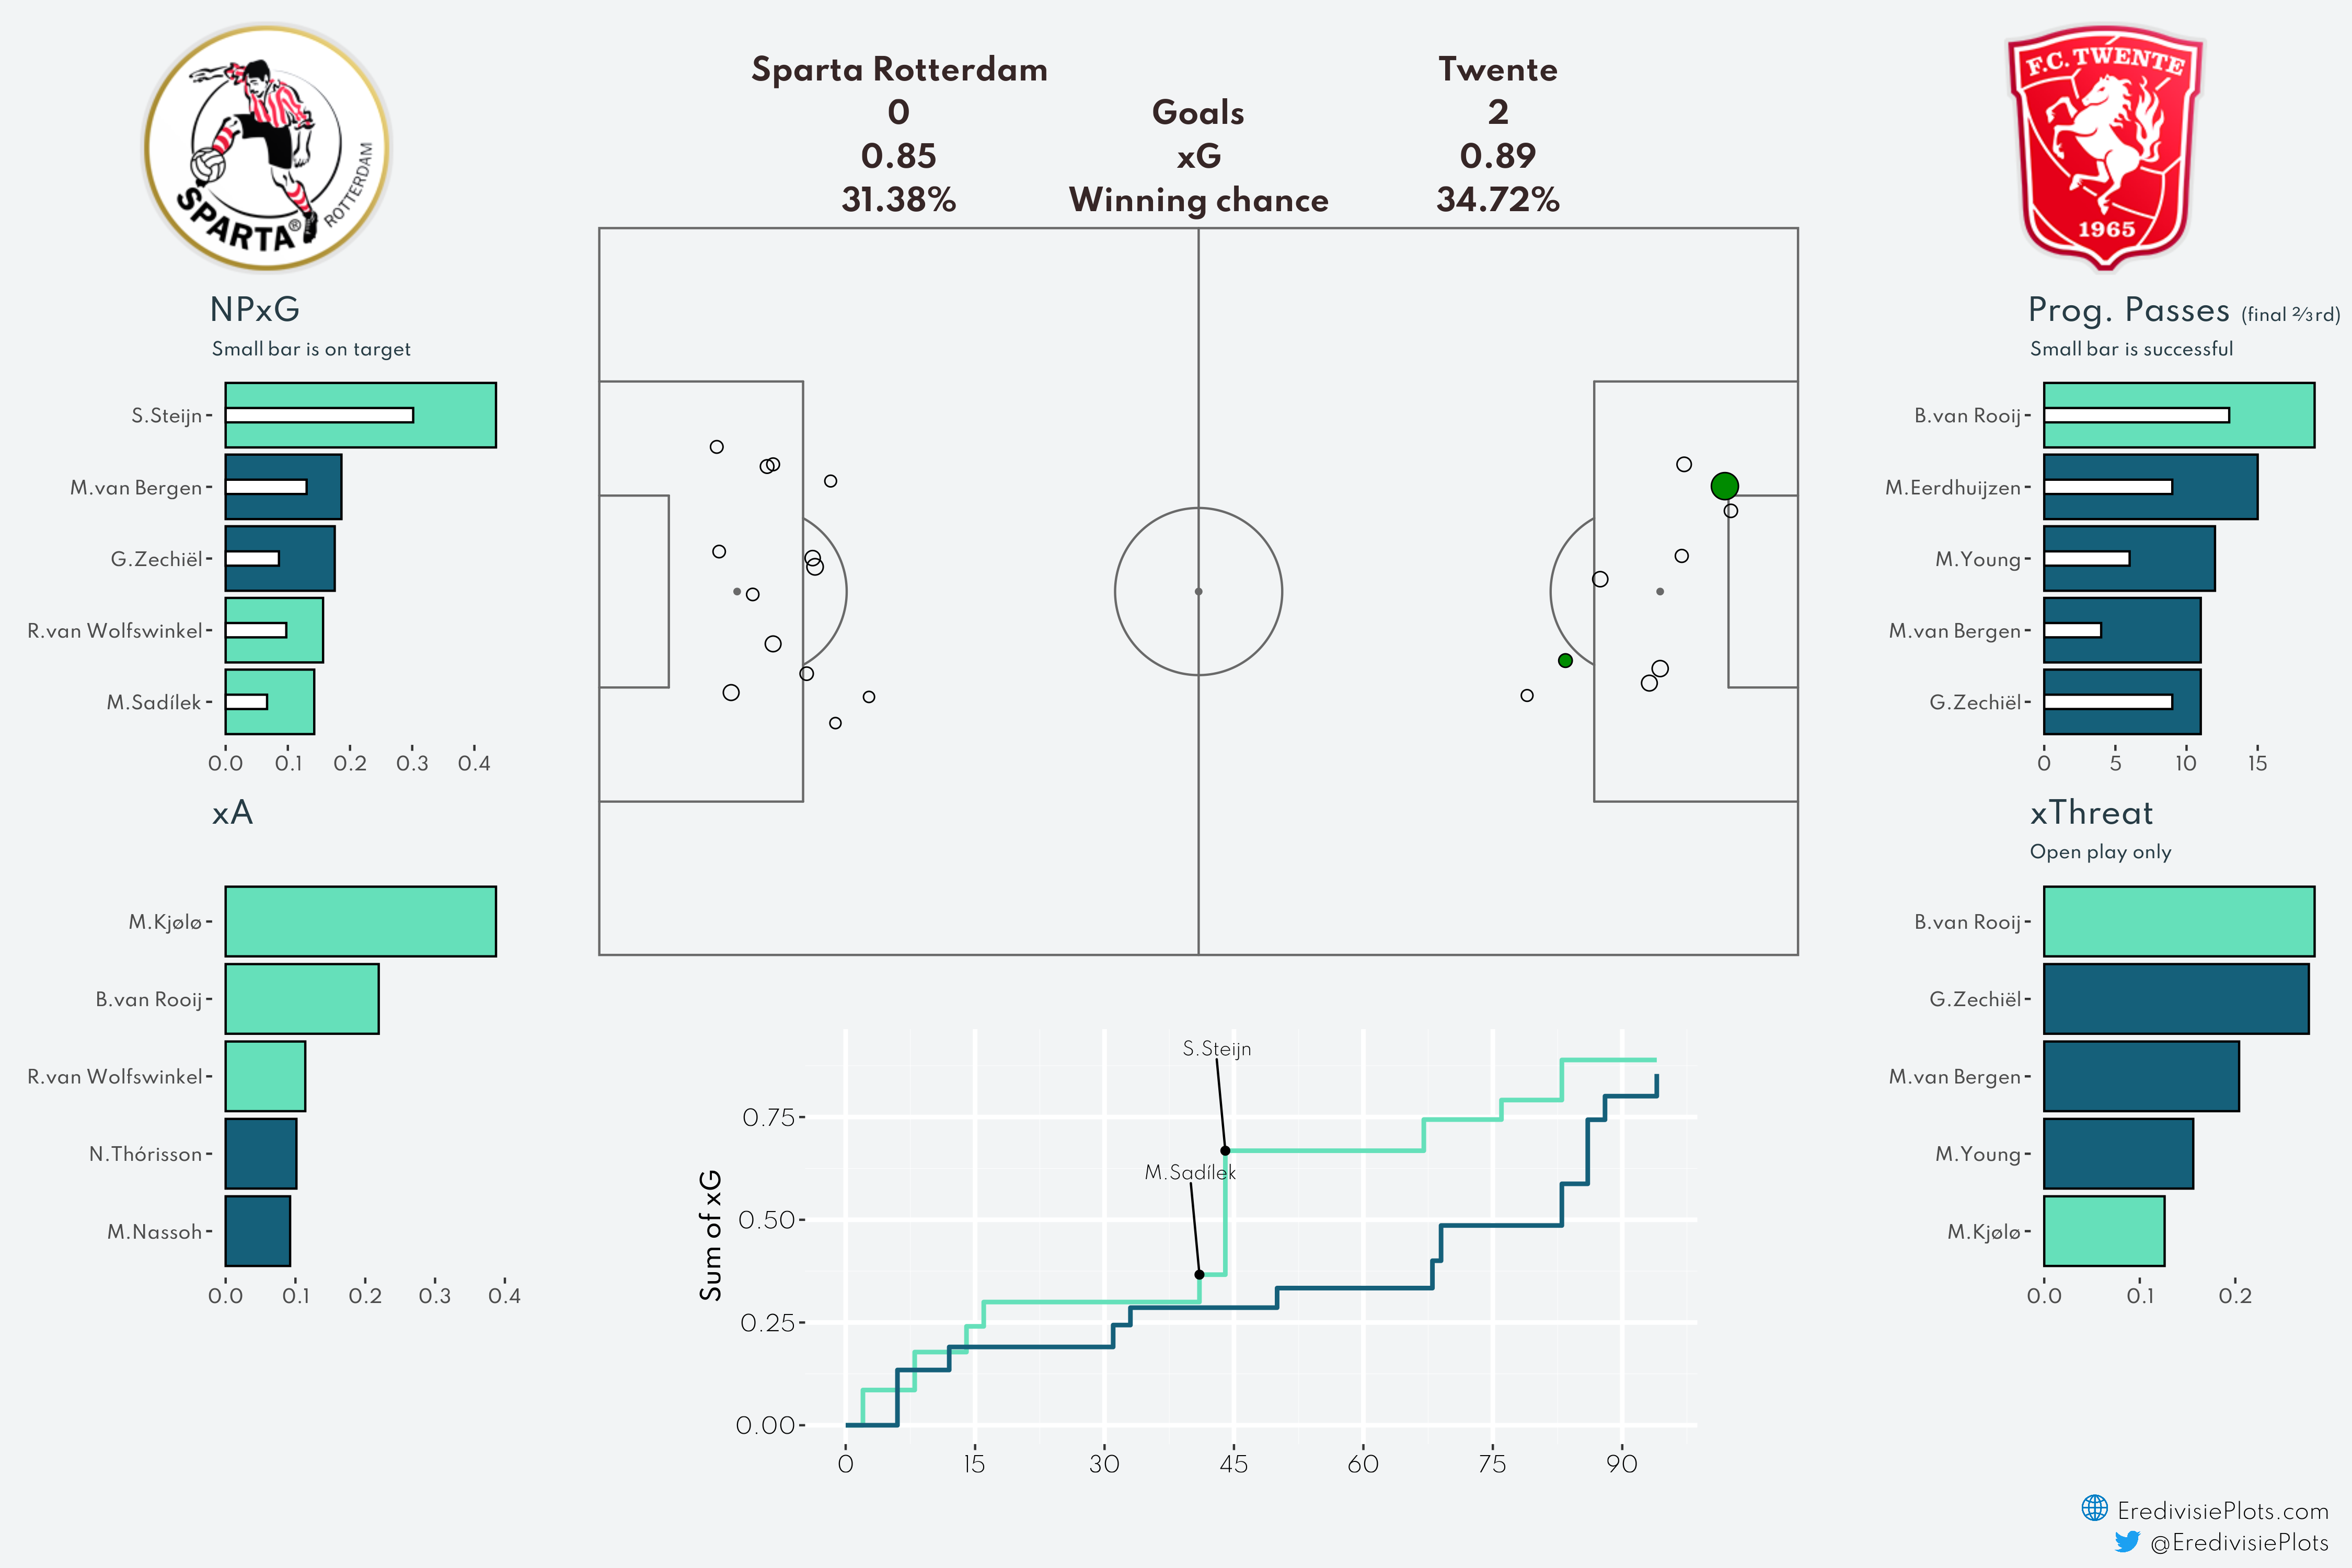 SPARTA® ROTTERDAM
F.C. TWENTE
1965
Sparta Rotterdam Twente
0 Goals 2
0.85 xG 0.89
31.38% Winning chance 34.72%
NPxG
Small bar is on target
S.Steijn
M.van Bergen
G.Zechiël
R.van Wolfswinkel
M.Sadílek
0.0 0.1 0.2 0.3 0.4
Prog. Passes (final ⅔rd)
Small bar is successful
B.van Rooij
M.Eerdhuijzen
M.Young
M.van Bergen
G.Zechiël
0 5 10 15
xA
M.Kjølø
B.van Rooij
R.van Wolfswinkel
N.Thórisson
M.Nassoh
0.0 0.1 0.2 0.3 0.4
xThreat
Open play only
B.van Rooij
G.Zechiël
M.van Bergen
M.Young
M.Kjølø
0.0 0.1 0.2
Sum of xG
S.Steijn
M.Sadílek
0.75
0.50
0.25
0.00
0 15 30 45 60 75 90
EredivisiePlots.com
@EredivisiePlots